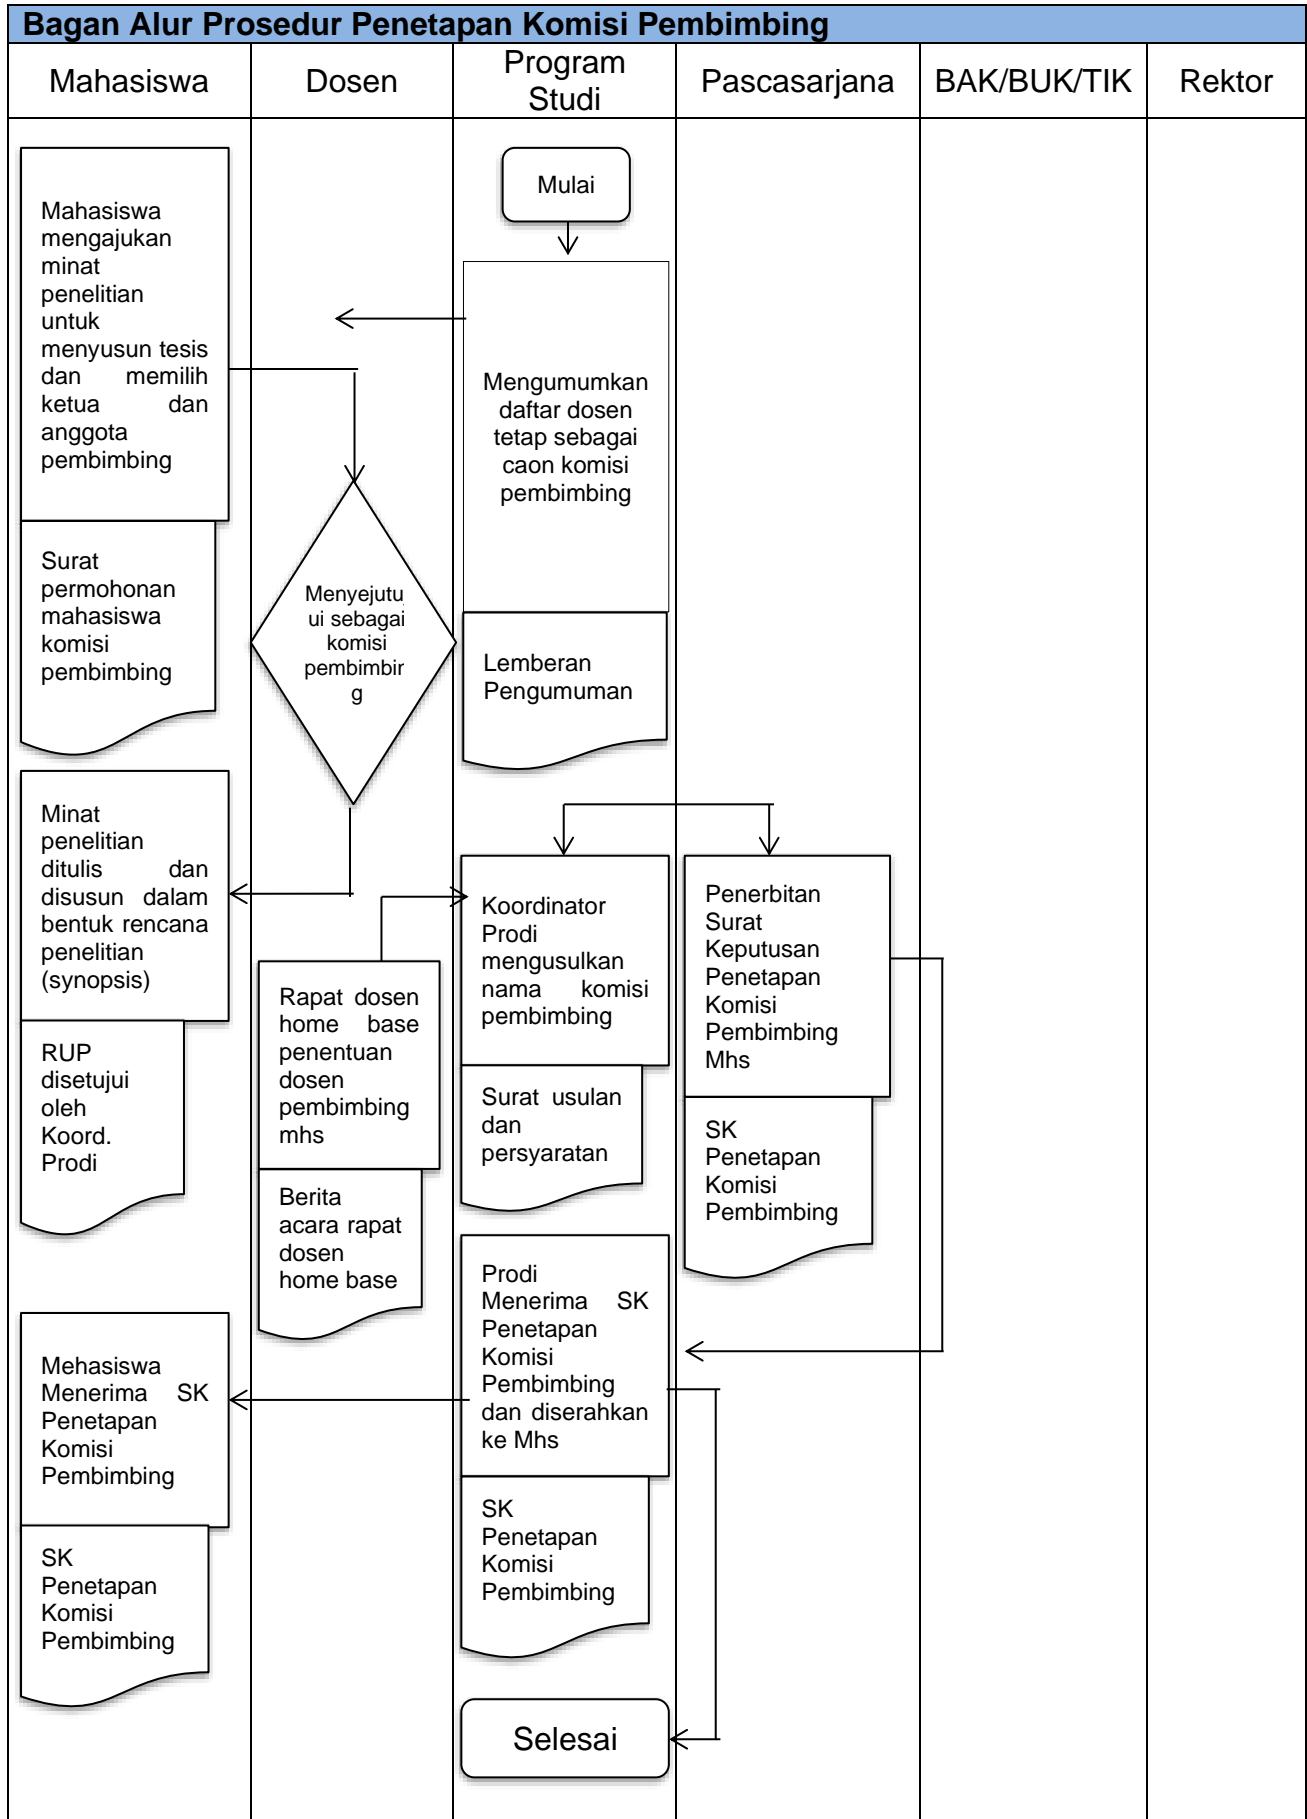 Bagan Alur Prosedur Penetapan Komisi Pembimbing
Mahasiswa
Dosen
Program
Studi
Pascasarjana
BAK/BUK/TIK
Rektor
Mulai
Mahasiswa
mengajukan
minat
penelitian
untuk
menyusun tesis
dan memilih
ketua dan
anggota
pembimbing
Mengumumkan
daftar dosen
tetap sebagai
caon komisi
pembimbing
Surat
permohonan
mahasiswa
komisi
pembimbing
Menyejutu
ui sebagai
komisi
pembimbin
g
Lemberan
Pengumuman
Minat
penelitian
ditulis dan
disusun dalam
bentuk rencana
penelitian
(synopsis)
RUP
disetujui
oleh
Koord.
Prodi
Rapat dosen
home base
penentuan
dosen
pembimbing
mhs
Berita
acara rapat
dosen
home base
Koordinator
Prodi
mengusulkan
nama komisi
pembimbing
Surat usulan
dan
persyaratan
Penerbitan
Surat
Keputusan
Penetapan
Komisi
Pembimbing
Mhs
SK
Penetapan
Komisi
Pembimbing
Prodi
Menerima SK
Penetapan
Komisi
Pembimbing
dan diserahkan
ke Mhs
SK
Penetapan
Komisi
Pembimbing
Mehasiswa
Menerima SK
Penetapan
Komisi
Pembimbing
SK
Penetapan
Komisi
Pembimbing
Selesai